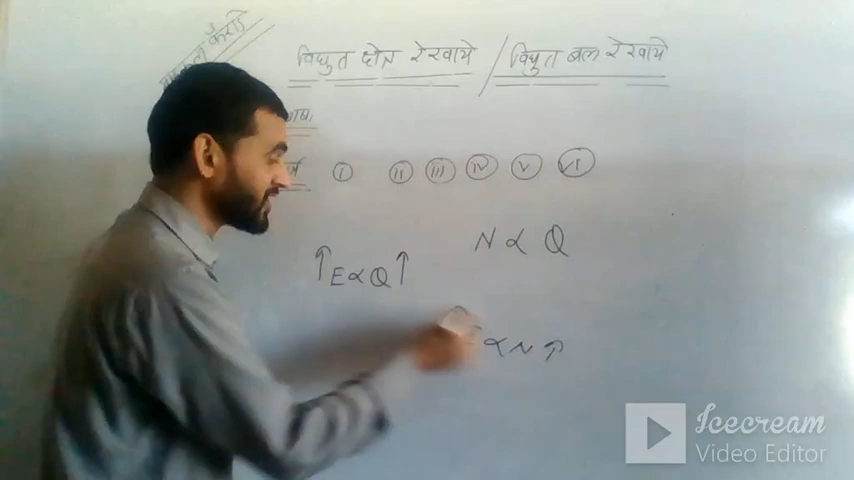 विद्युत क्षेत्र रेखायें / विद्युत बल रेखायें
I II III IV V VI
N ∝ Q
↑E∝Q↑
∝ N ↑
Icecream
Video Editor